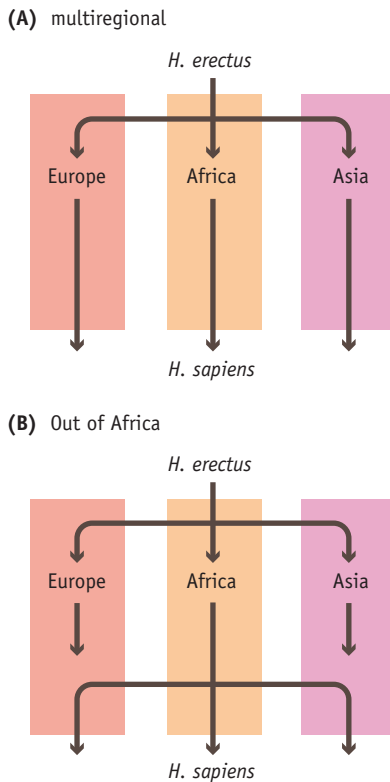 (A) multiregional
H. erectus
Europe Africa Asia
H. sapiens
(B) Out of Africa
H. erectus
Europe Africa Asia
H. sapiens